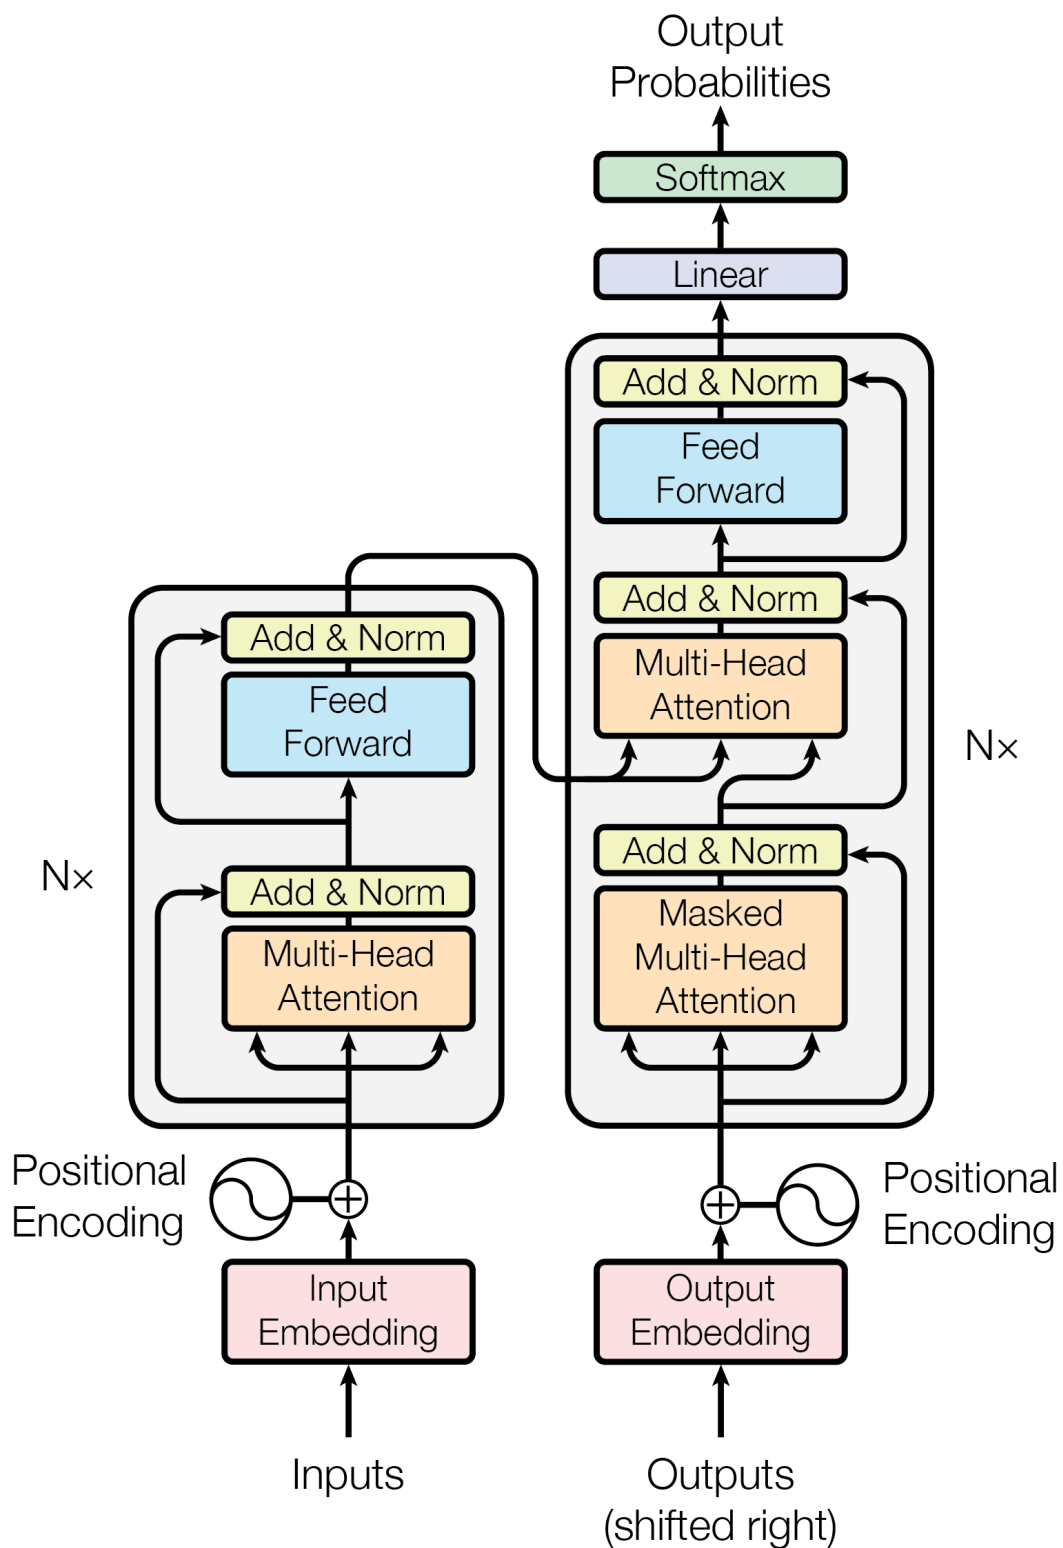 Output
Probabilities
Softmax
Linear
Add & Norm
Feed
Forward
Add & Norm
Multi-Head
Attention
Add & Norm
Masked
Multi-Head
Attention
Nx
Add & Norm
Feed
Forward
Add & Norm
Multi-Head
Attention
N×
Positional
Encoding
Positional
Encoding
Input
Embedding
Output
Embedding
Inputs
Outputs
(shifted right)